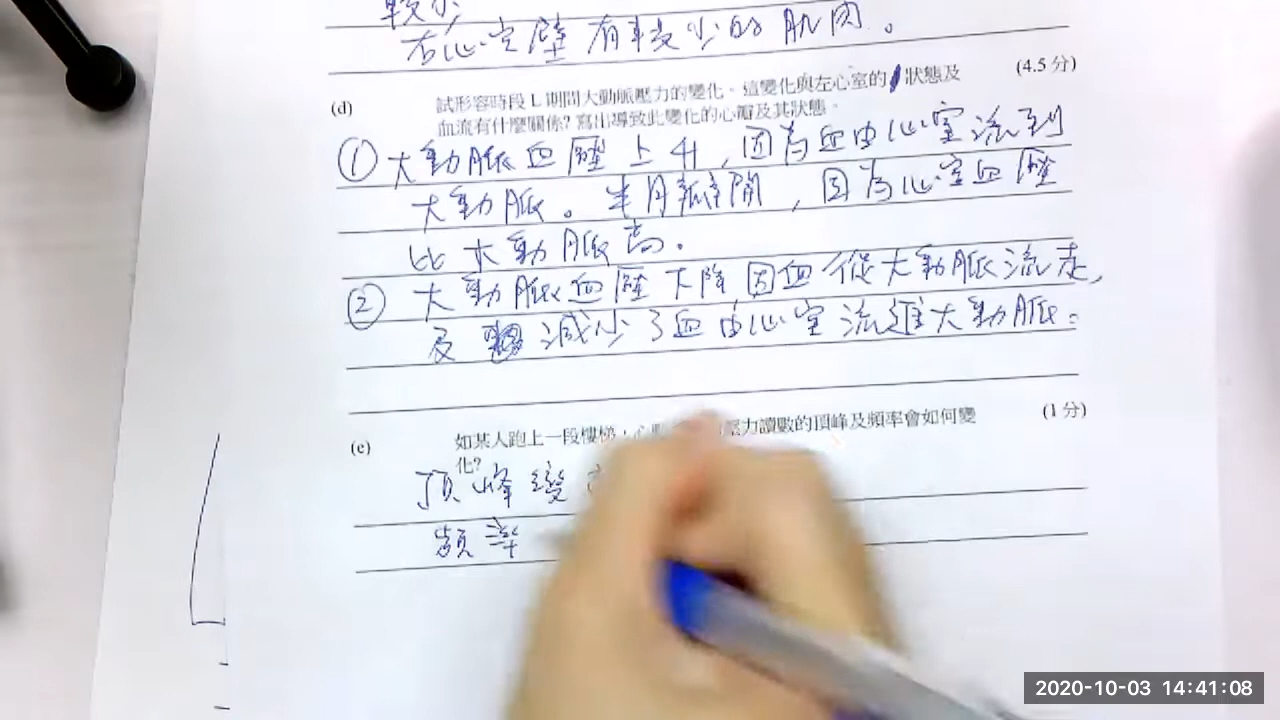 較少
右心室壁有較少的肌肉。
(d) 試形容時段 L 期間大動脈壓力的變化。這變化與左心室的狀態及 (4.5 分)
血流有什麼關係? 寫出導致此變化的心瓣及其狀態。
① 大動脈血壓上升,因為血由心室流到
大動脈。半月瓣開,因為心室血壓
比大動脈高.
② 大動脈血壓下降因血從大動脈流走,
及減少了血由心室流進大動脈。
(e) 如某人跑上一段樓梯,心 壓力讀數的頂峰及頻率會如何變 (1 分)
化?
頂峰變
頻率
2020-10-03 14:41:08